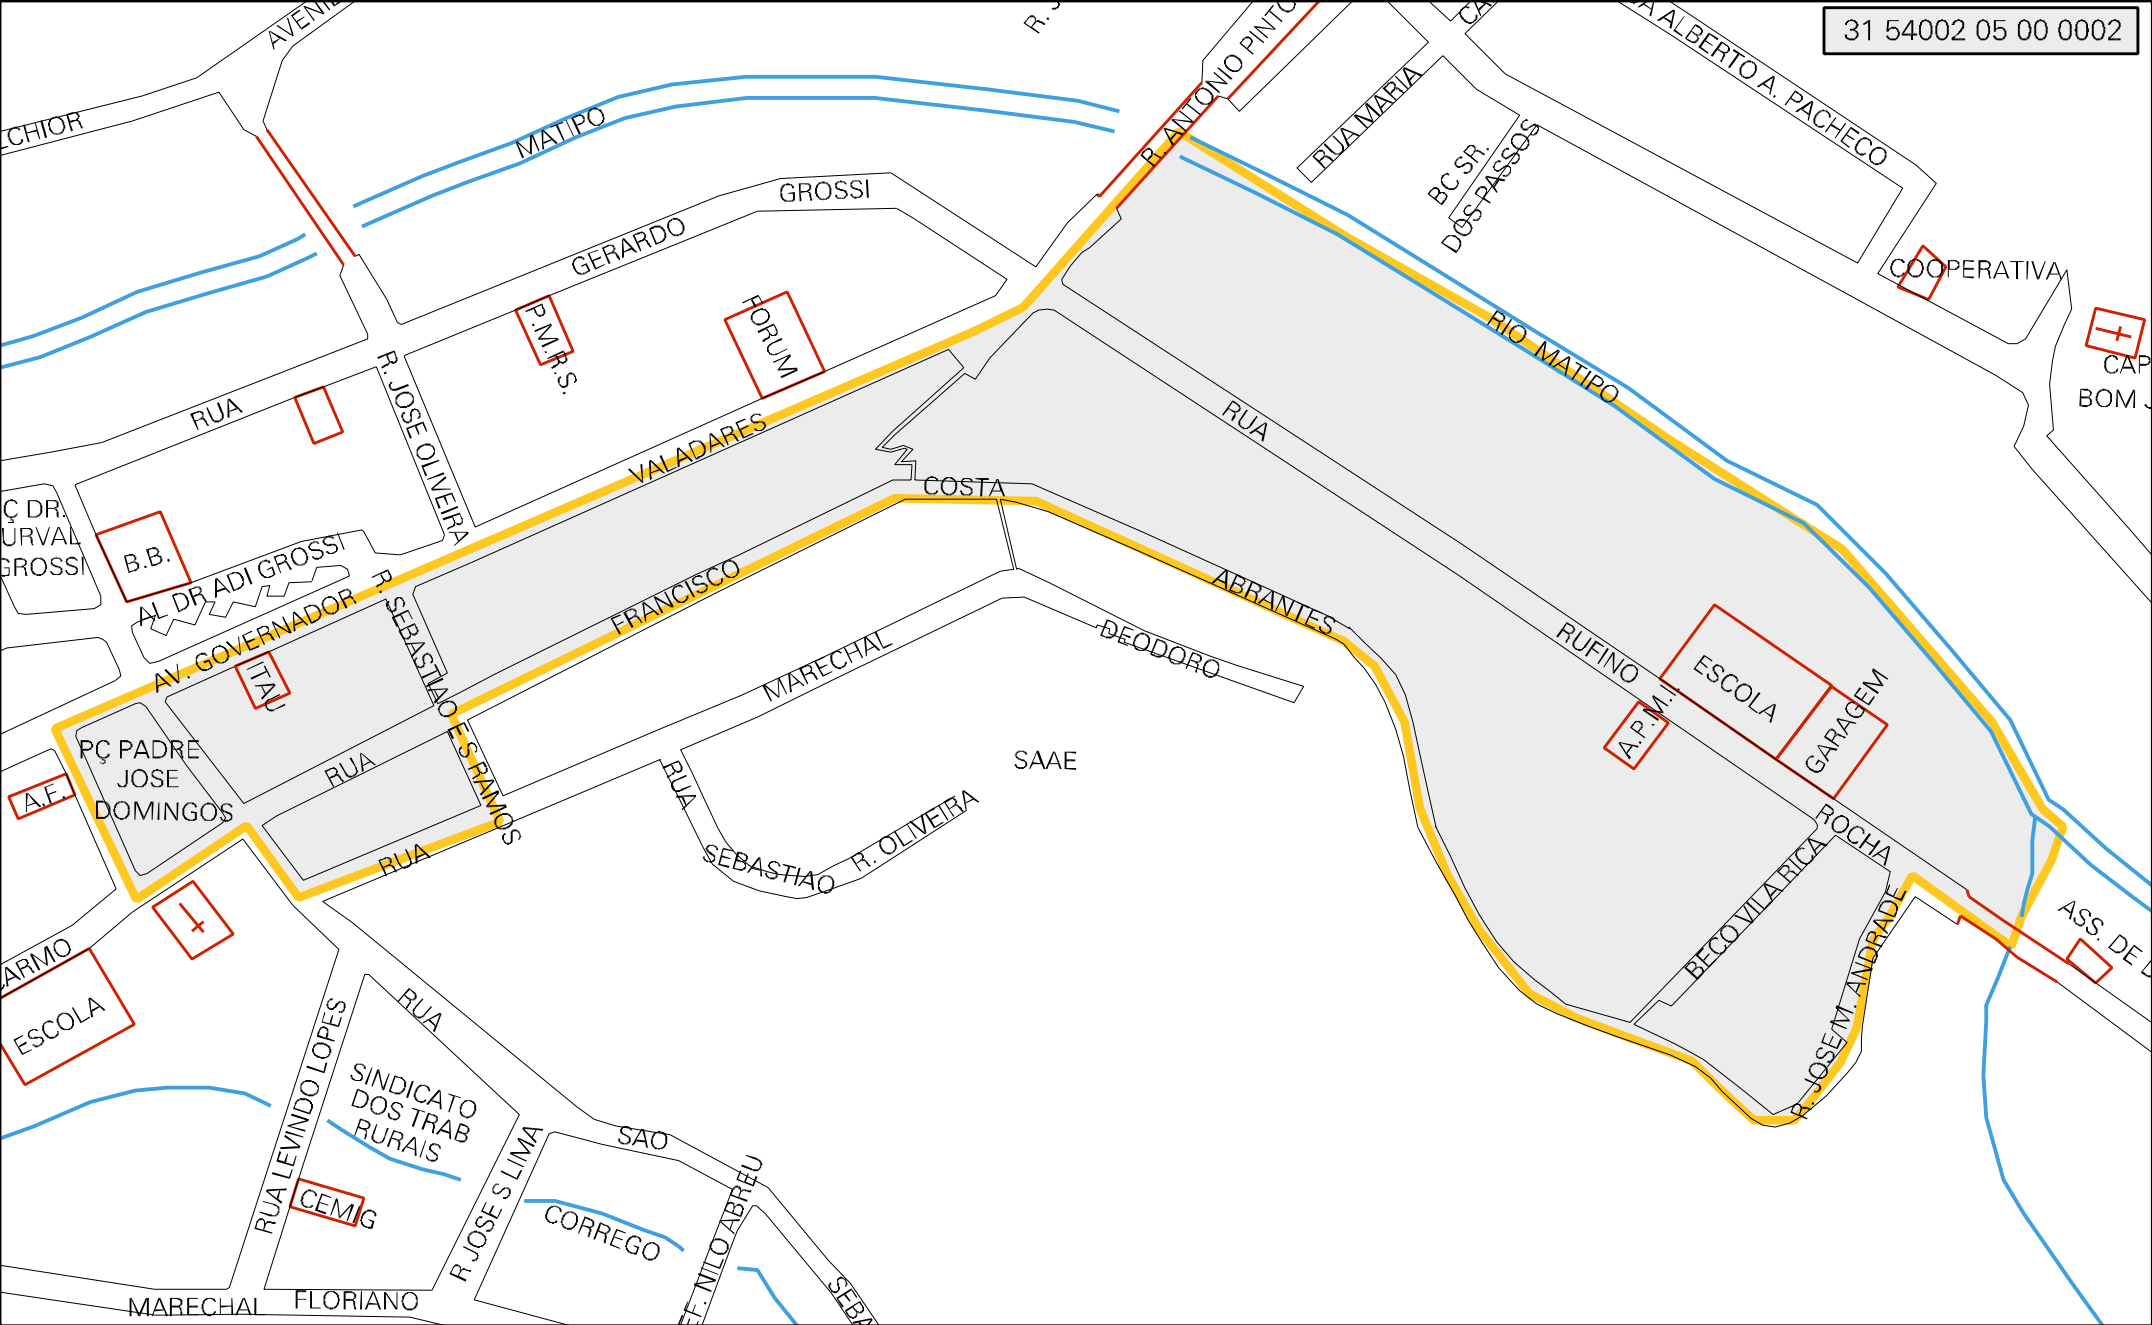 31 54002 05 00 0002
R. ANTONIO PINTO
A ALBERTO A. PACHECO
RUA MARIA
BC SR.
DOS PASSOS
COOPERATIVA
CAP
BOM J
CHIOR
MATIPO
GROSSI
GERARDO
RUA
P.M.R.S.
FORUM
R. JOSE OLIVEIRA
VALADARES
RIO MATIPO
RUA
Ç DR.
URVAL
GROSSI
B.B.
AL DR ADI GROSSI
AV. GOVERNADOR
R. SEBASTIAO E S RAMOS
ITAU
COSTA
FRANCISCO
ABRANTES
RUA
MARECHAL
DEODORO
RUFINO
ESCOLA
GARAGEM
A.P.M.I.
ROCHA
BECO VILA RICA
R. JOSE M. ANDRADE
ASS. DE
PÇ PADRE
JOSE
DOMINGOS
A.F.
RUA
SAAE
RUA
SEBASTIAO
R. OLIVEIRA
CARMO
ESCOLA
RUA
RUA LEVINDO LOPES
SINDICATO
DOS TRAB
RURAIS
CEMIG
R JOSE S LIMA
SAO
CORREGO
EF. NILO ABREU
SEBA
MARECHAL FLORIANO